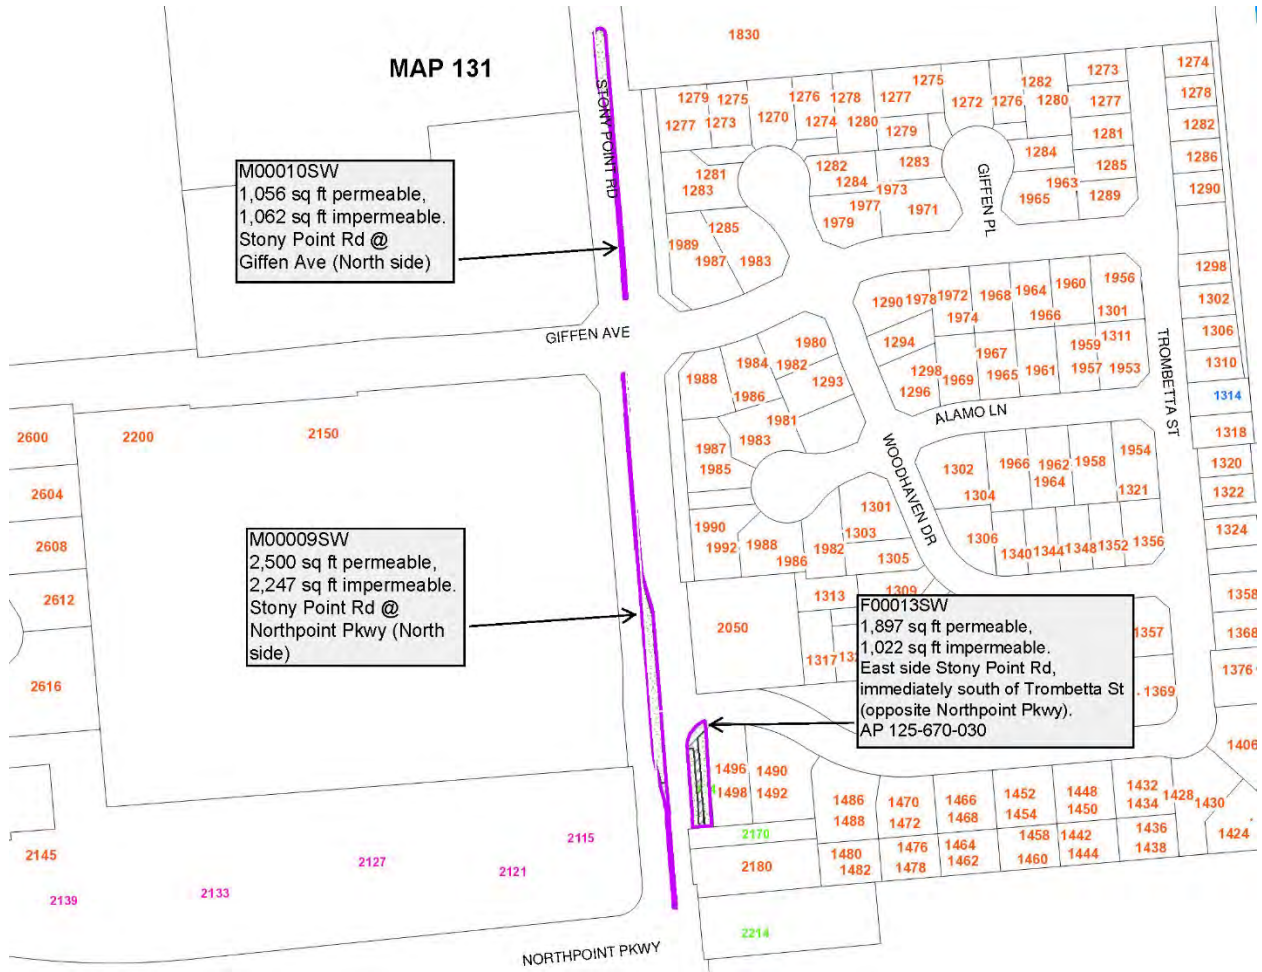 1830
MAP 131
STONY POINT RD
M00010SW
1,056 sq ft permeable,
1,062 sq ft impermeable.
Stony Point Rd @
Giffen Ave (North side)
1279 1275 1276 1278 1277 1275 1272 1276 1282 1280 1273 1274
1277 1273 1270 1274 1280 1279 1277 1278
1281 1282
1281 1283 1282 1284 1283 1284 1285 1286
1973 1977 1979 1971 1963 1965 1289 1290
GIFFEN PL
1285 1989 1987 1983
1298
1290 1978 1972 1974 1968 1964 1966 1960 1956 1301 1302
GIFFEN AVE
1294 1306
1988 1984 1982 1980 1986 1293
1298 1296 1969 1967 1965 1961 1959 1957 1311 1953 1310
TROMBETTA ST
1314
ALAMO LN
1981 1983 1987 1985
WOODHAVEN DR
1318
2600 2200 2150
1302 1304 1966 1962 1964 1958 1954 1321 1320
2604
1322
1990 1992 1988 1986 1982 1301 1303 1305
1306 1340 1344 1348 1352 1356 1324
2608
M00009SW
2,500 sq ft permeable,
2,247 sq ft impermeable.
Stony Point Rd @
Northpoint Pkwy (North
side)
2612
1313 1309 1358
2050
F00013SW
1,897 sq ft permeable,
1,022 sq ft impermeable.
East side Stony Point Rd,
immediately south of Trombetta St
(opposite Northpoint Pkwy).
AP 125-670-030
1357 1368
1317
2616
1369 1376
1406
1496 1490
1498 1492
1486 1470 1466 1452 1448 1432 1428 1430
1488 1472 1468 1454 1450 1434
2170
1476 1464 1458 1442 1436 1424
2180
1480 1482 1478 1462 1460 1444 1438
2145 2115
2127 2121
2139 2133
2214
NORTHPOINT PKWY